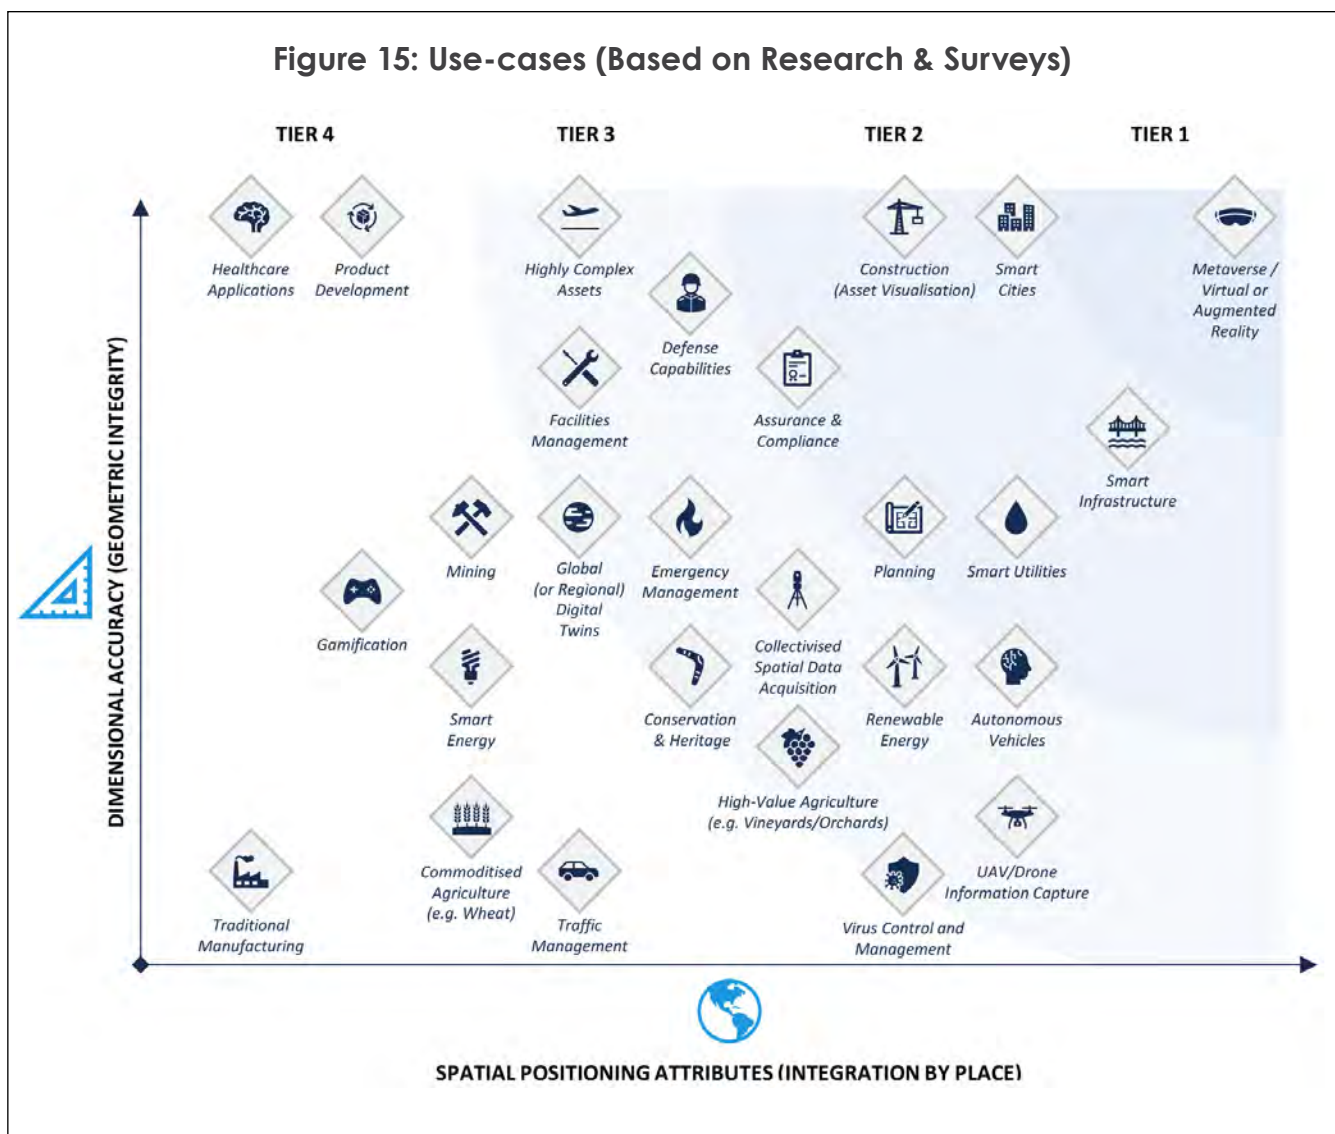 Figure 15: Use-cases (Based on Research & Surveys)
TIER 4
TIER 3
TIER 2
TIER 1
DIMENSIONAL ACCURACY (GEOMETRIC INTEGRITY)
Healthcare
Applications
Product
Development
Highly Complex
Assets
Construction
(Asset Visualisation)
Smart
Cities
Metaverse /
Virtual or
Augmented
Reality
Defense
Capabilities
Facilities
Management
Assurance &
Compliance
Smart
Infrastructure
Mining
Global
(or Regional)
Digital
Twins
Emergency
Management
Planning
Smart Utilities
Gamification
Collectivised
Spatial Data
Acquisition
Smart
Energy
Conservation
& Heritage
Renewable
Energy
Autonomous
Vehicles
High-Value Agriculture
(e.g. Vineyards/Orchards)
Commoditised
Agriculture
(e.g. Wheat)
UAV/Drone
Information Capture
Traditional
Manufacturing
Traffic
Management
Virus Control and
Management
SPATIAL POSITIONING ATTRIBUTES (INTEGRATION BY PLACE)